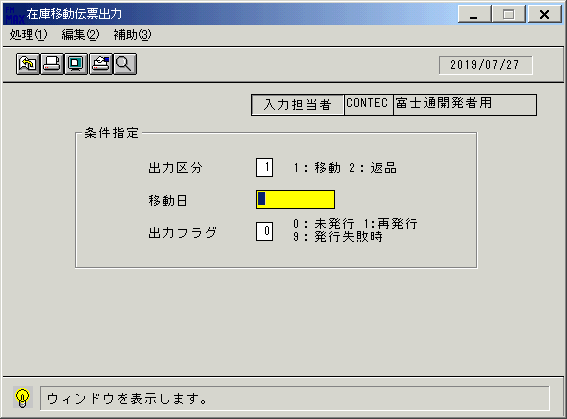 在庫移動伝票出力
処理(1) 編集(2) 補助(3)
2019/07/27
入力担当者 CONTEC 富士通開発者用
条件指定
出力区分 1 1：移動 2：返品
移動日
出力フラグ 0 0：未発行 1:再発行
9：発行失敗時
ウィンドウを表示します。